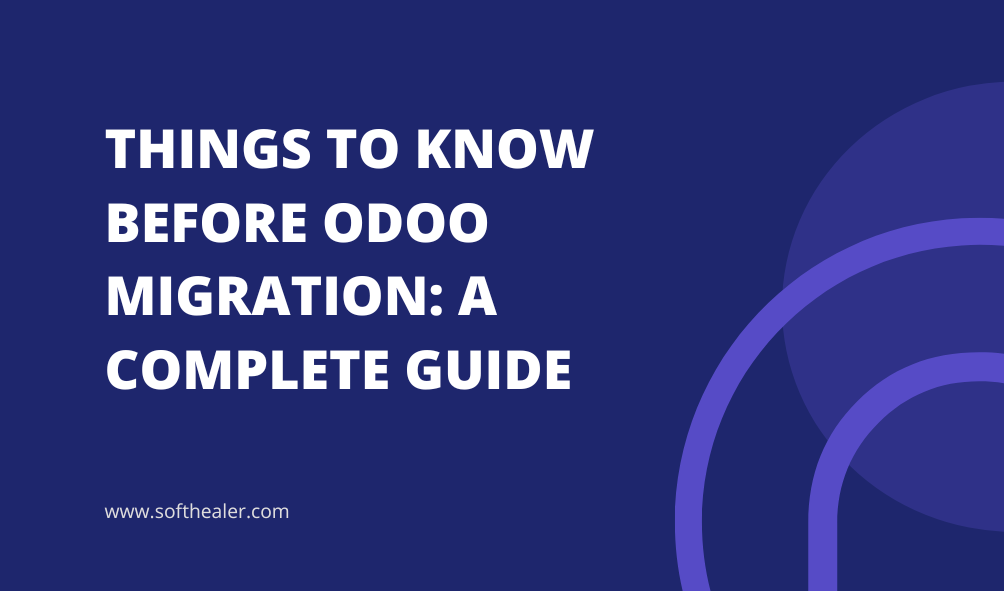 THINGS TO KNOW
BEFORE ODOO
MIGRATION: A
COMPLETE GUIDE
www.softhealer.com